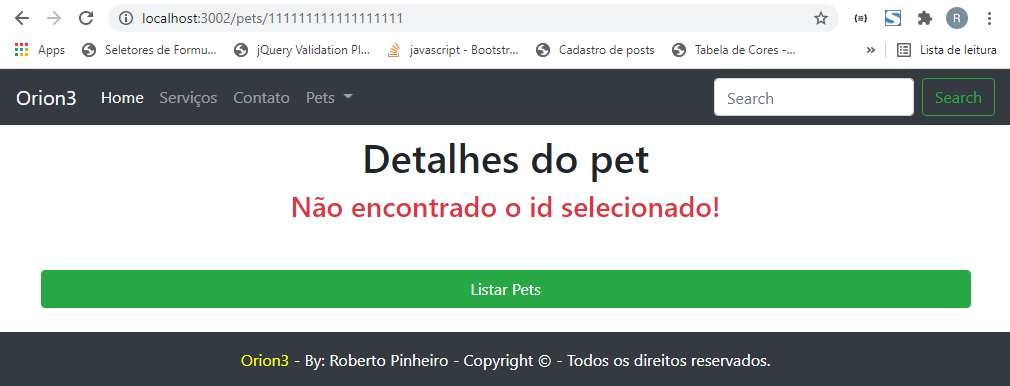 localhost:3002/pets/111111111111111111
R
Apps Seletores de Formu... jQuery Validation Pl... javascript - Bootstr... Cadastro de posts Tabela de Cores -... » Lista de leitura
Orion3 Home Serviços Contato Pets Search Search
Detalhes do pet
Não encontrado o id selecionado!
Listar Pets
Orion3 - By: Roberto Pinheiro - Copyright © - Todos os direitos reservados.